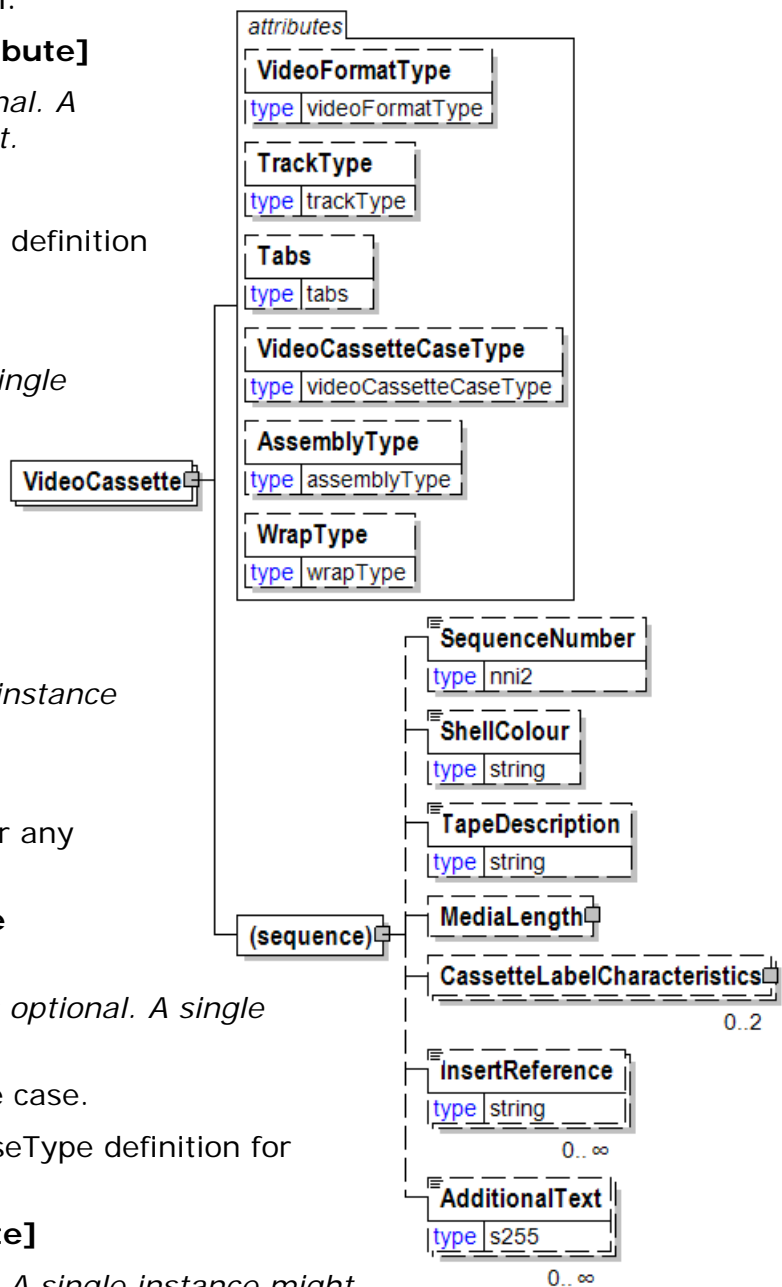 t.
bute]
nal. A
t.
definition
ingle
instance
r any
e
optional. A single
e case.
seType definition for
te]
A single instance might
attributes
VideoFormatType
type videoFormatType
TrackType
type trackType
Tabs
type tabs
VideoCassetteCaseType
type videoCassetteCaseType
AssemblyType
type assemblyType
WrapType
type wrapType
VideoCassette
(sequence)
SequenceNumber
type nni2
ShellColour
type string
TapeDescription
type string
MediaLength
CassetteLabelCharacteristics
0..2
InsertReference
type string
0..∞
AdditionalText
type s255
0..∞